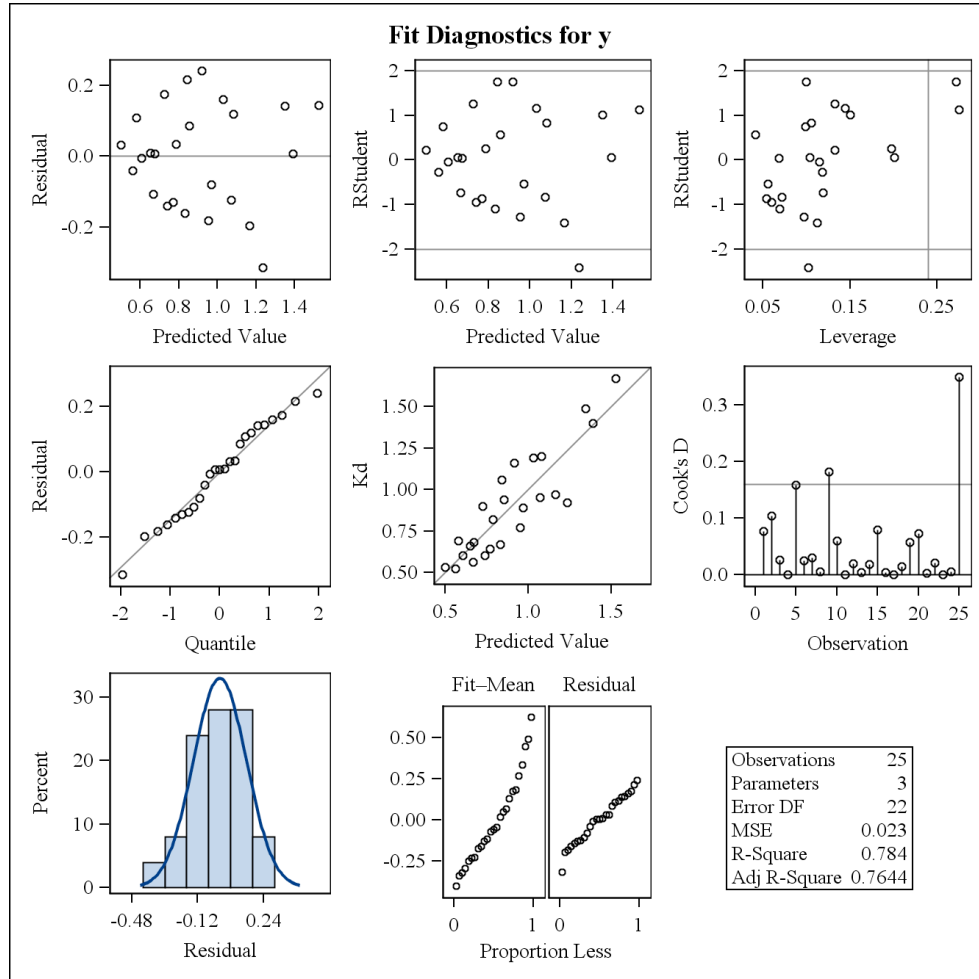 Fit Diagnostics for y
Residual
0.2
0.0
-0.2
0.6 0.8 1.0 1.2 1.4
Predicted Value
RStudent
2
1
0
-1
-2
0.6 0.8 1.0 1.2 1.4
Predicted Value
RStudent
2
1
0
-1
-2
0.05 0.15 0.25
Leverage
Residual
0.2
0.0
-0.2
-2 -1 0 1 2
Quantile
Kd
1.50
1.25
1.00
0.75
0.50
0.5 1.0 1.5
Predicted Value
Cook's D
0.3
0.2
0.1
0.0
0 5 10 15 20 25
Observation
Percent
30
20
10
0
-0.48 -0.12 0.24
Residual
Fit–Mean Residual
0.50
0.25
0.00
-0.25
0 1 0 1
Proportion Less
Observations 25
Parameters 3
Error DF 22
MSE 0.023
R-Square 0.784
Adj R-Square 0.7644